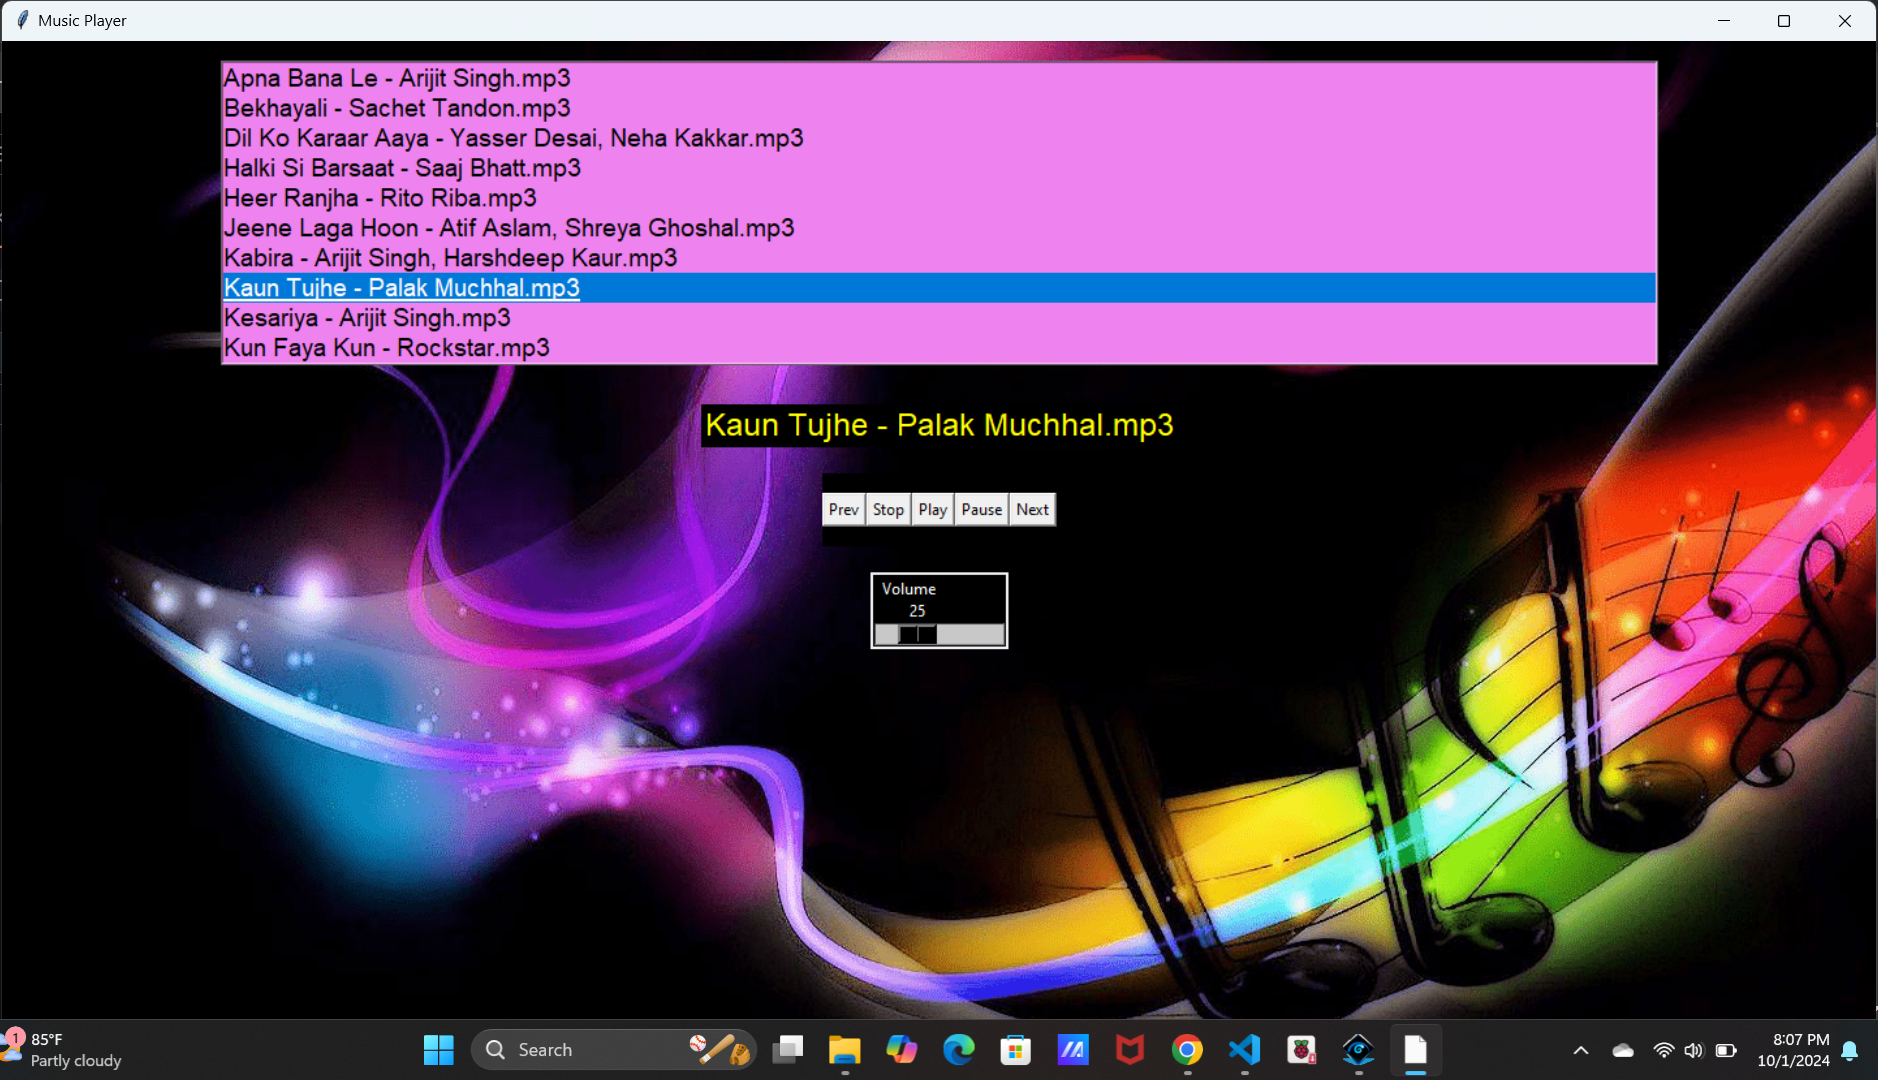 Music Player
Apna Bana Le - Arijit Singh.mp3
Bekhayali - Sachet Tandon.mp3
Dil Ko Karaar Aaya - Yasser Desai, Neha Kakkar.mp3
Halki Si Barsaat - Saaj Bhatt.mp3
Heer Ranjha - Rito Riba.mp3
Jeene Laga Hoon - Atif Aslam, Shreya Ghoshal.mp3
Kabira - Arijit Singh, Harshdeep Kaur.mp3
Kaun Tujhe - Palak Muchhal.mp3
Kesariya - Arijit Singh.mp3
Kun Faya Kun - Rockstar.mp3
Kaun Tujhe - Palak Muchhal.mp3
Prev Stop Play Pause Next
Volume
25
1
85°F
Partly cloudy
Search
8:07 PM
10/1/2024